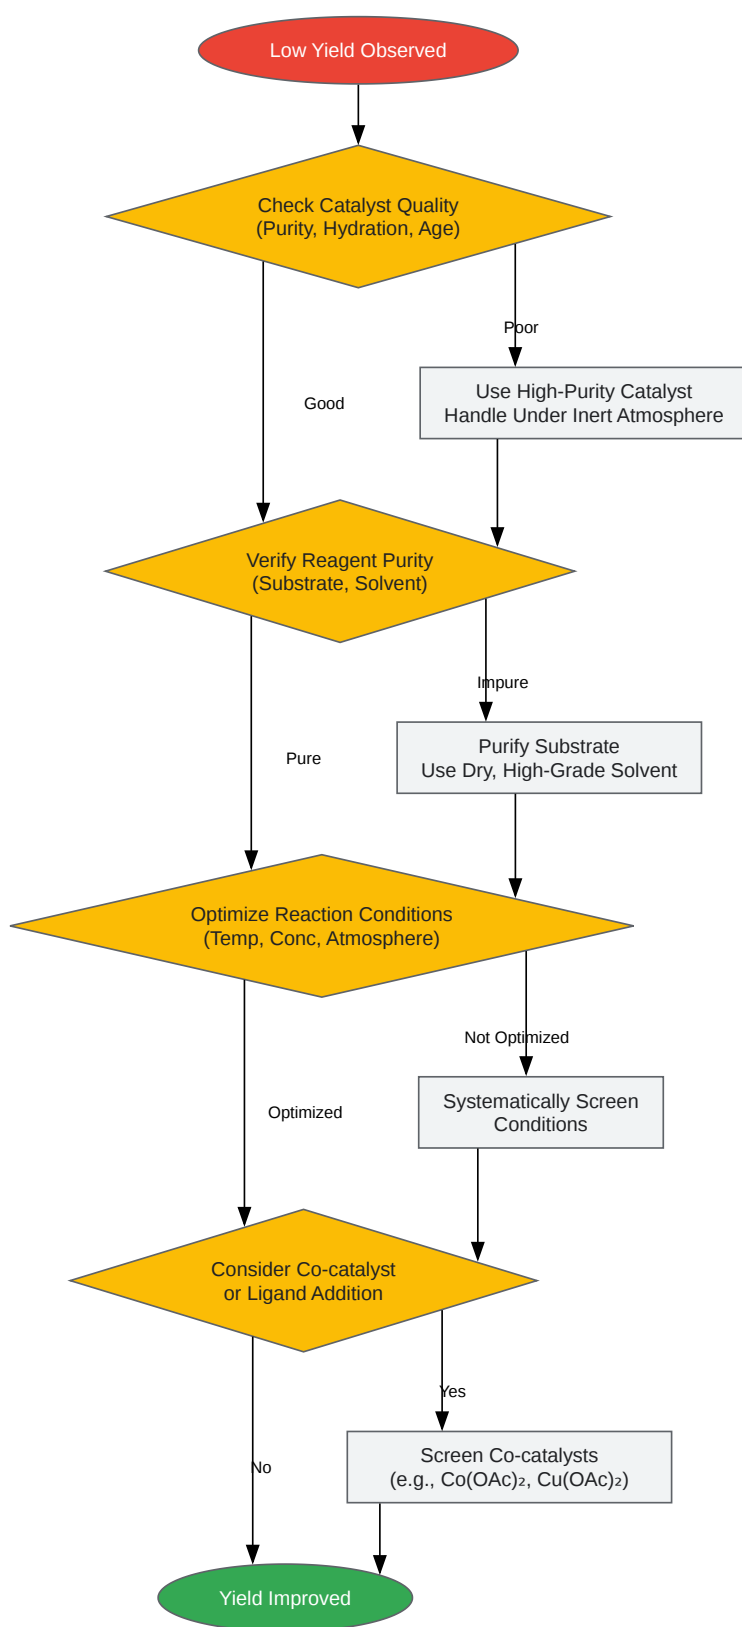 Low Yield Observed
Check Catalyst Quality
(Purity, Hydration, Age)
Poor
Use High-Purity Catalyst
Handle Under Inert Atmosphere
Good
Verify Reagent Purity
(Substrate, Solvent)
Impure
Purify Substrate
Use Dry, High-Grade Solvent
Pure
Optimize Reaction Conditions
(Temp, Conc, Atmosphere)
Not Optimized
Systematically Screen
Conditions
Optimized
Consider Co-catalyst
or Ligand Addition
Yes
Screen Co-catalysts
(e.g., Co(OAc)₂, Cu(OAc)₂)
No
Yield Improved